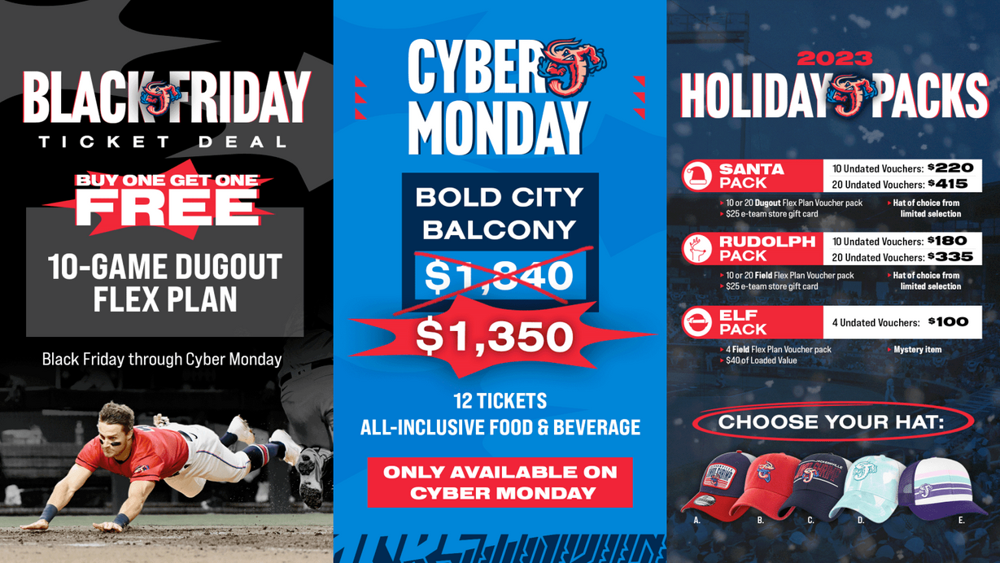 BLACK FRIDAY
TICKET DEAL
BUY ONE GET ONE
FREE
10-GAME DUGOUT
FLEX PLAN
Black Friday through Cyber Monday
CYBER
MONDAY
BOLD CITY
BALCONY
$1,840
$1,350
12 TICKETS
ALL-INCLUSIVE FOOD & BEVERAGE
ONLY AVAILABLE ON
CYBER MONDAY
2023
HOLIDAY PACKS
SANTA
PACK
10 Undated Vouchers: $220
20 Undated Vouchers: $415
10 or 20 Dugout Flex Plan Voucher pack
$25 e-team store gift card
Hat of choice from
limited selection
RUDOLPH
PACK
10 Undated Vouchers: $180
20 Undated Vouchers: $335
10 or 20 Field Flex Plan Voucher pack
$25 e-team store gift card
Hat of choice from
limited selection
ELF
PACK
4 Undated Vouchers: $100
4 Field Flex Plan Voucher pack
$40 of Loaded Value
Mystery item
CHOOSE YOUR HAT:
JACKSONVILLE
A.
B.
C.
D.
E.